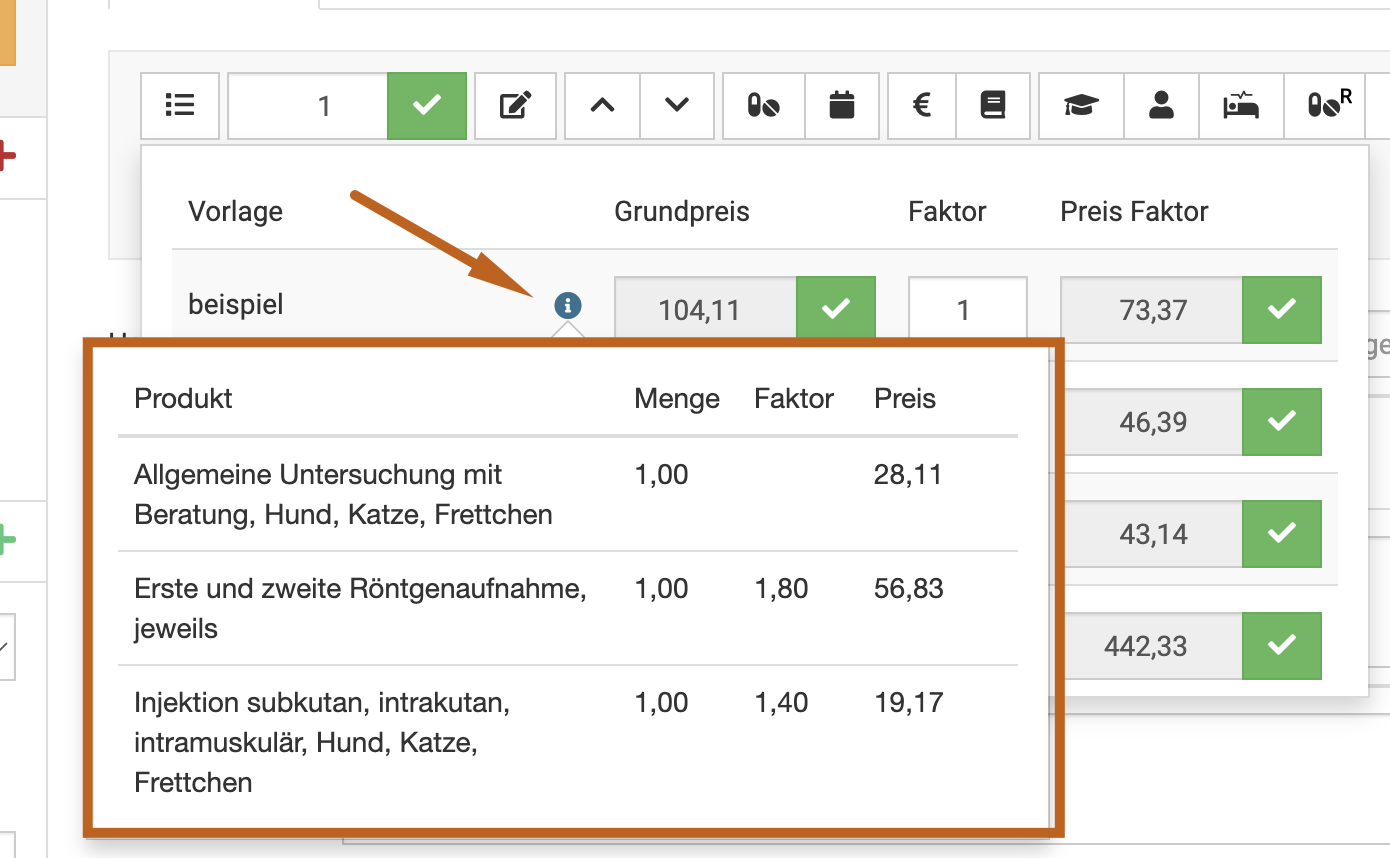 1
€
R
Vorlage Grundpreis Faktor Preis Faktor
beispiel 104,11 1 73,37
46,39
43,14
442,33
Produkt Menge Faktor Preis
Allgemeine Untersuchung mit 1,00 28,11
Beratung, Hund, Katze, Frettchen
Erste und zweite Röntgenaufnahme, 1,00 1,80 56,83
jeweils
Injektion subkutan, intrakutan, 1,00 1,40 19,17
intramuskulär, Hund, Katze,
Frettchen